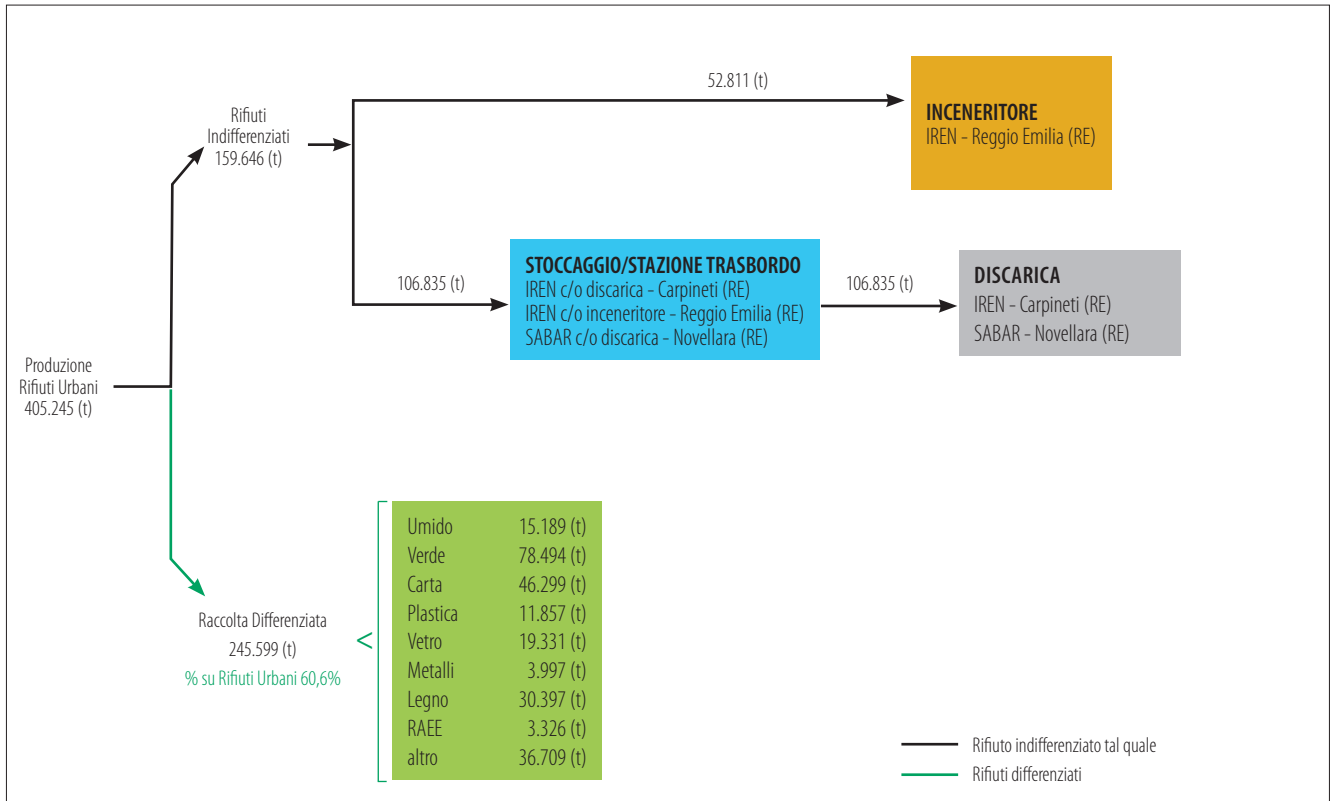 Produzione
Rifiuti Urbani
405.245 (t)
Rifiuti
Indifferenziati
159.646 (t)
52.811 (t)
INCENERITORE
IREN - Reggio Emilia (RE)
106.835 (t)
STOCCAGGIO/STAZIONE TRASBORDO
IREN c/o discarica - Carpineti (RE)
IREN c/o inceneritore - Reggio Emilia (RE)
SABAR c/o discarica - Novellara (RE)
106.835 (t)
DISCARICA
IREN - Carpineti (RE)
SABAR - Novellara (RE)
Raccolta Differenziata
245.599 (t)
% su Rifiuti Urbani 60,6%
<
Umido 15.189 (t)
Verde 78.494 (t)
Carta 46.299 (t)
Plastica 11.857 (t)
Vetro 19.331 (t)
Metalli 3.997 (t)
Legno 30.397 (t)
RAEE 3.326 (t)
altro 36.709 (t)
Rifiuto indifferenziato tal quale
Rifiuti differenziati